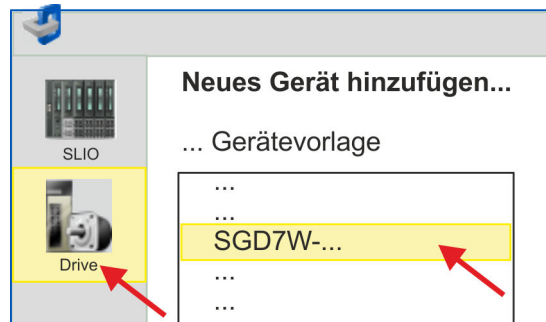 Neues Gerät hinzufügen...
SLIO
... Gerätevorlage
...
...
SGD7W-...
Drive
...
...